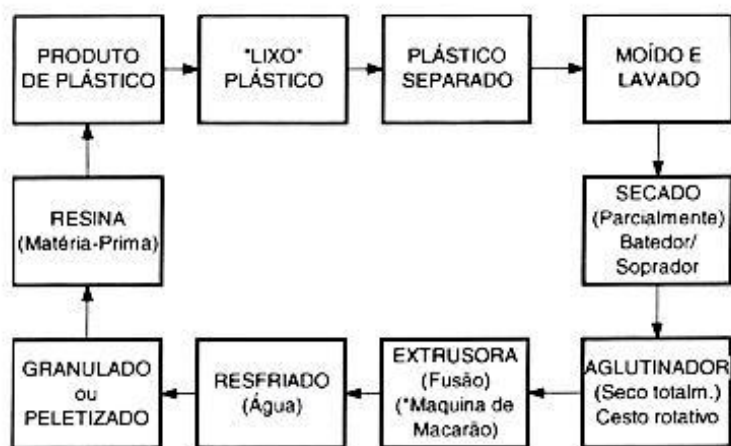 PRODUTO
DE PLÁSTICO
"LIXO"
PLÁSTICO
PLÁSTICO
SEPARADO
MOÍDO E
LAVADO
SECADO
(Parcialmente)
Batedor/
Soprador
AGLUTINADOR
(Seco totalm.)
Cesto rotativo
EXTRUSORA
(Fusão)
("Maquina de
Macarão)
RESFRIADO
(Água)
GRANULADO
ou
PELETIZADO
RESINA
(Matéria-Prima)